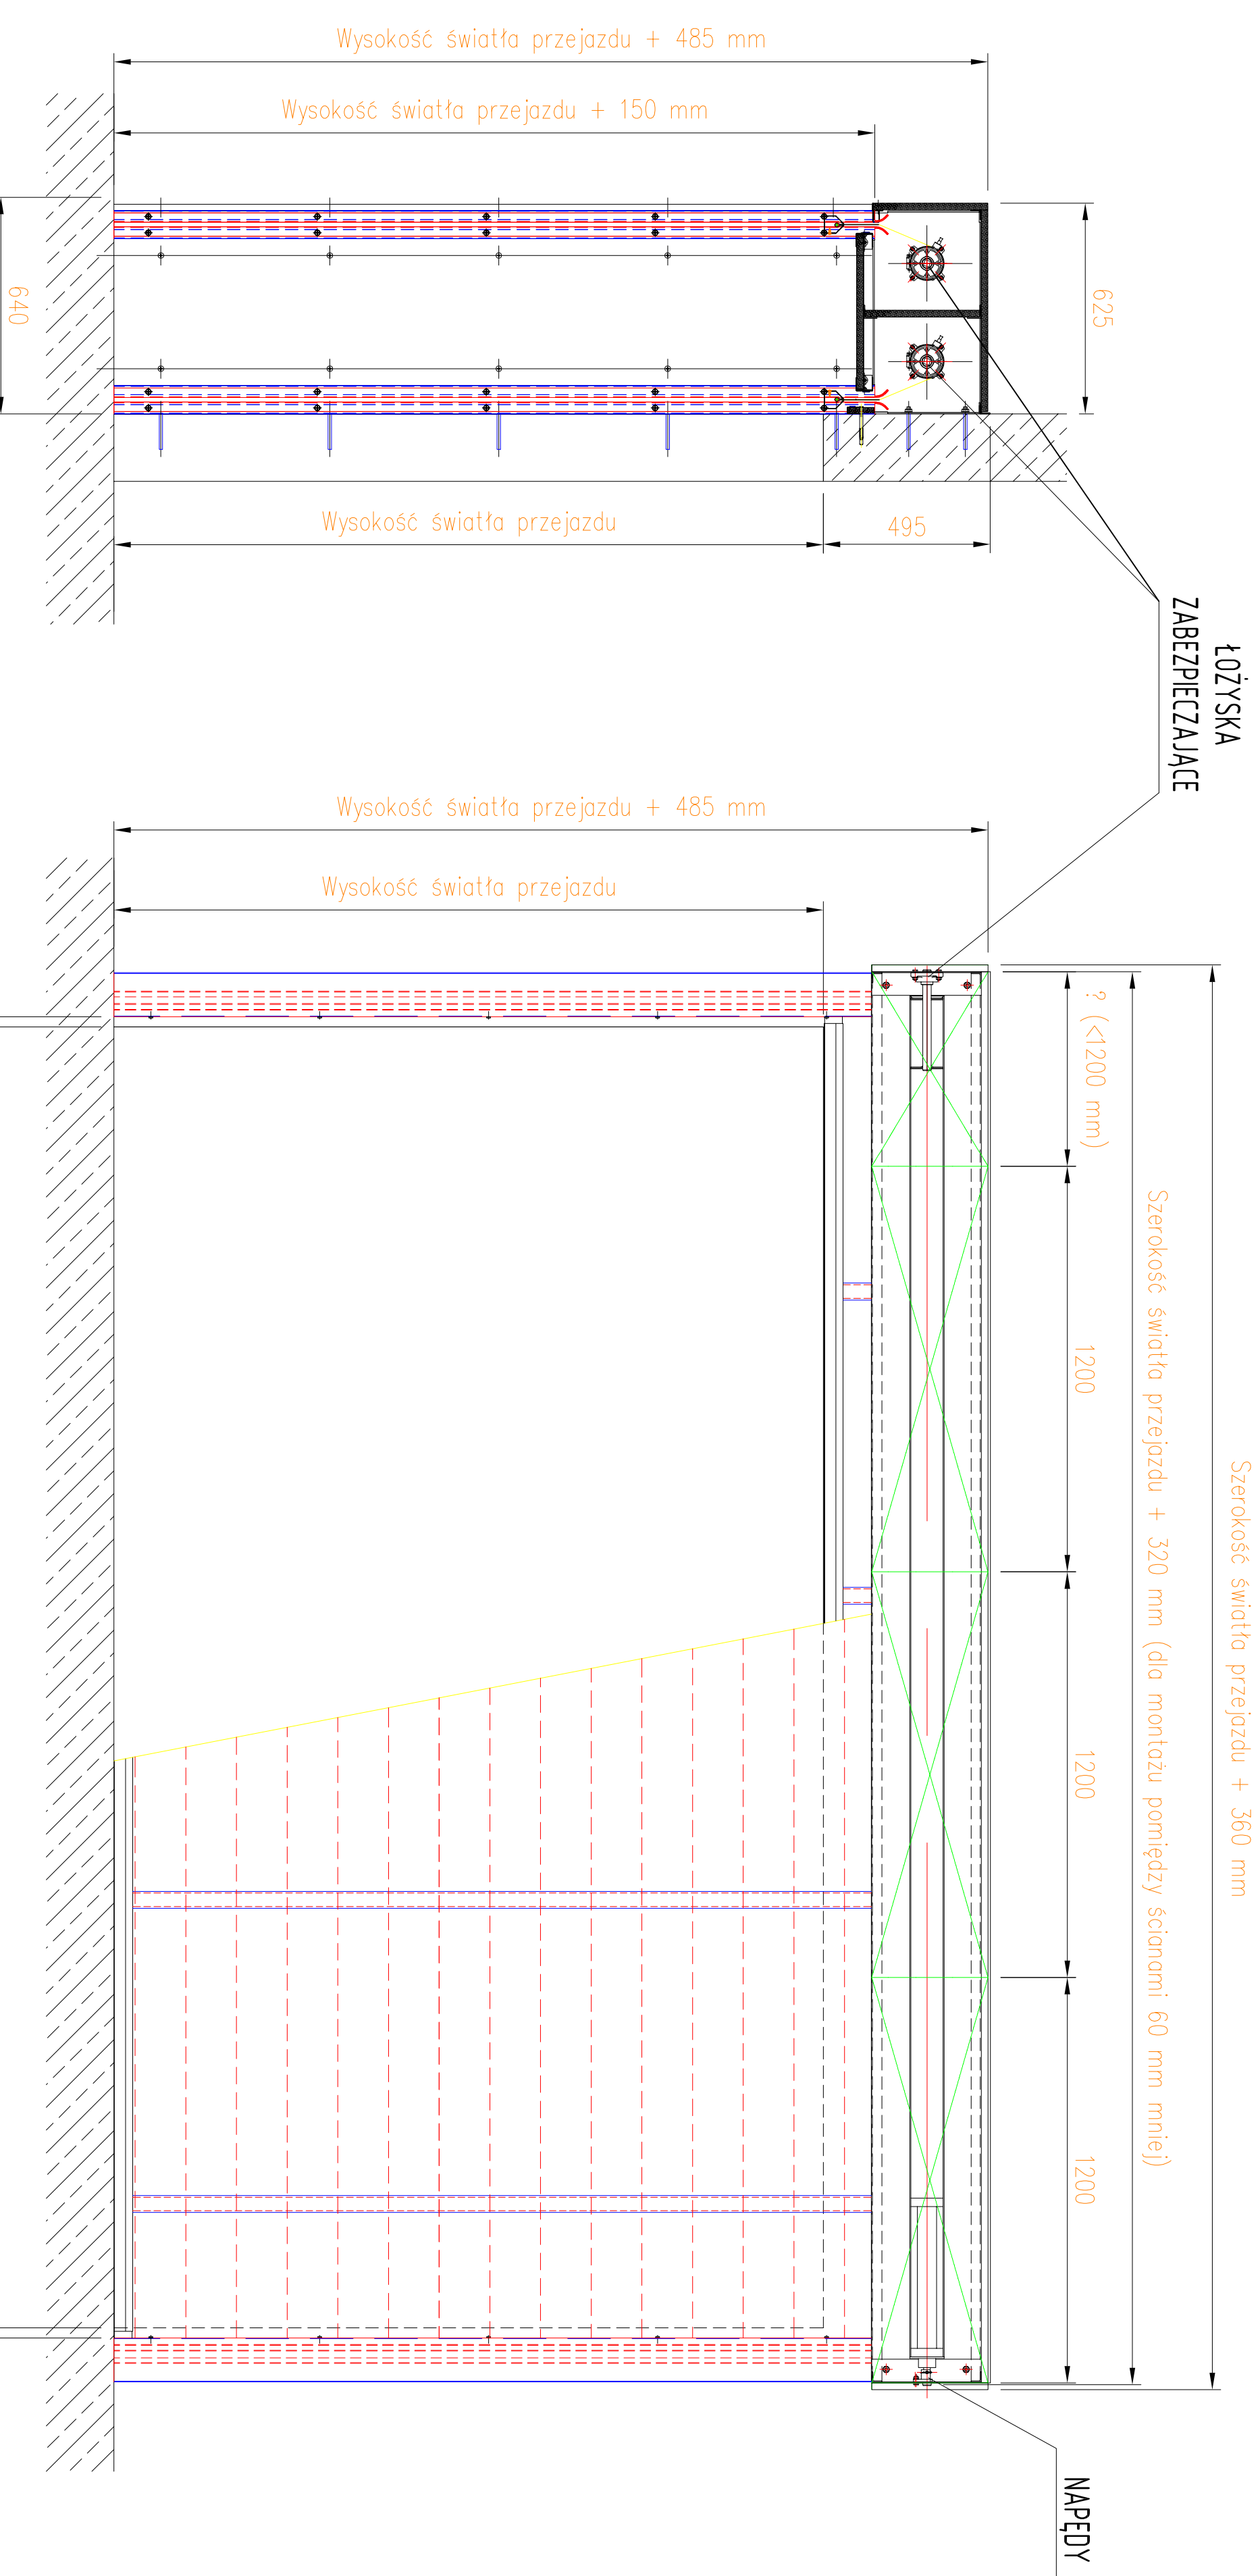 Wysokość światła przejazdu + 485 mm
Wysokość światła przejazdu + 150 mm
625
640
Wysokość światła przejazdu
495
ŁOŻYSKA
ZABEZPIECZAJĄCE
Wysokość światła przejazdu + 485 mm
Wysokość światła przejazdu
Szerokość światła przejazdu + 360 mm
Szerokość światła przejazdu + 320 mm (dla montażu pomiędzy ścianami 60 mm mniej)
? (<1200 mm)
1200
1200
1200
NAPĘDY